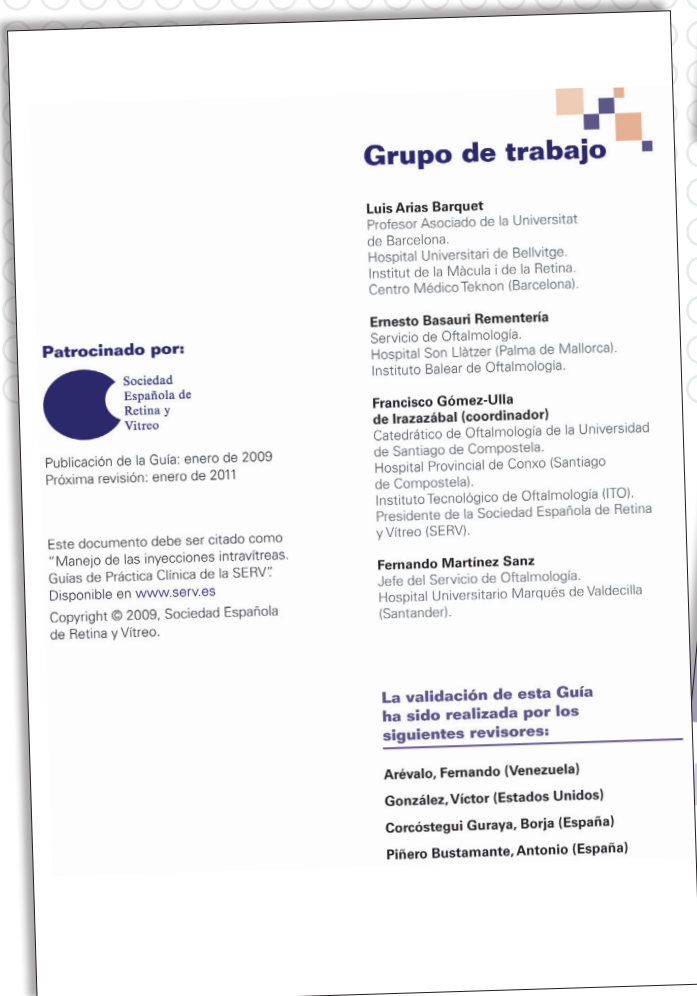 Patrocinado por:
Sociedad
Española de
Retina y
Vítreo
Publicación de la Guía: enero de 2009
Próxima revisión: enero de 2011
Este documento debe ser citado como
“Manejo de las inyecciones intravítreas.
Guías de Práctica Clínica de la SERV”.
Disponible en www.serv.es
Copyright © 2009, Sociedad Española
de Retina y Vítreo.
Grupo de trabajo
Luis Arias Barquet
Profesor Asociado de la Universitat
de Barcelona.
Hospital Universitari de Bellvitge.
Institut de la Màcula i de la Retina.
Centro Médico Teknon (Barcelona).
Ernesto Basauri Rementería
Servicio de Oftalmología.
Hospital Son Llàtzer (Palma de Mallorca).
Instituto Balear de Oftalmología.
Francisco Gómez-Ulla
de Irazazábal (coordinador)
Catedrático de Oftalmología de la Universidad
de Santiago de Compostela.
Hospital Provincial de Conxo (Santiago
de Compostela).
Instituto Tecnológico de Oftalmología (ITO).
Presidente de la Sociedad Española de Retina
y Vítreo (SERV).
Fernando Martínez Sanz
Jefe del Servicio de Oftalmología.
Hospital Universitario Marqués de Valdecilla
(Santander).
La validación de esta Guía
ha sido realizada por los
siguientes revisores:
Arévalo, Fernando (Venezuela)
González, Víctor (Estados Unidos)
Corcóstegui Guraya, Borja (España)
Piñero Bustamante, Antonio (España)